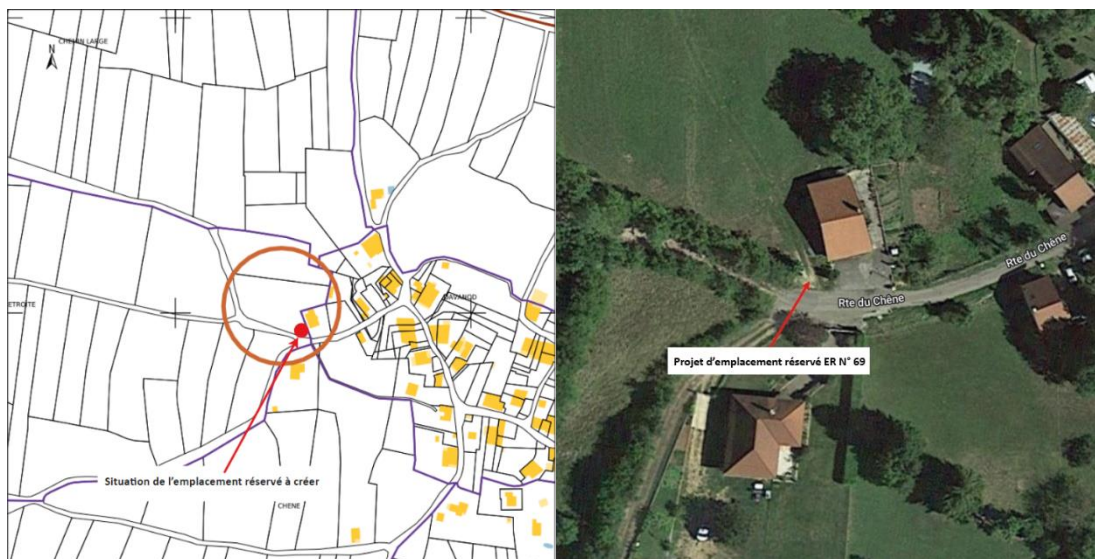 N
CHEMIN LARGE
ETROITE
Situation de l'emplacement réservé à créer
CHENE
Rte du Chêne
Rte du Chêne
Projet d'emplacement réservé ER N° 69